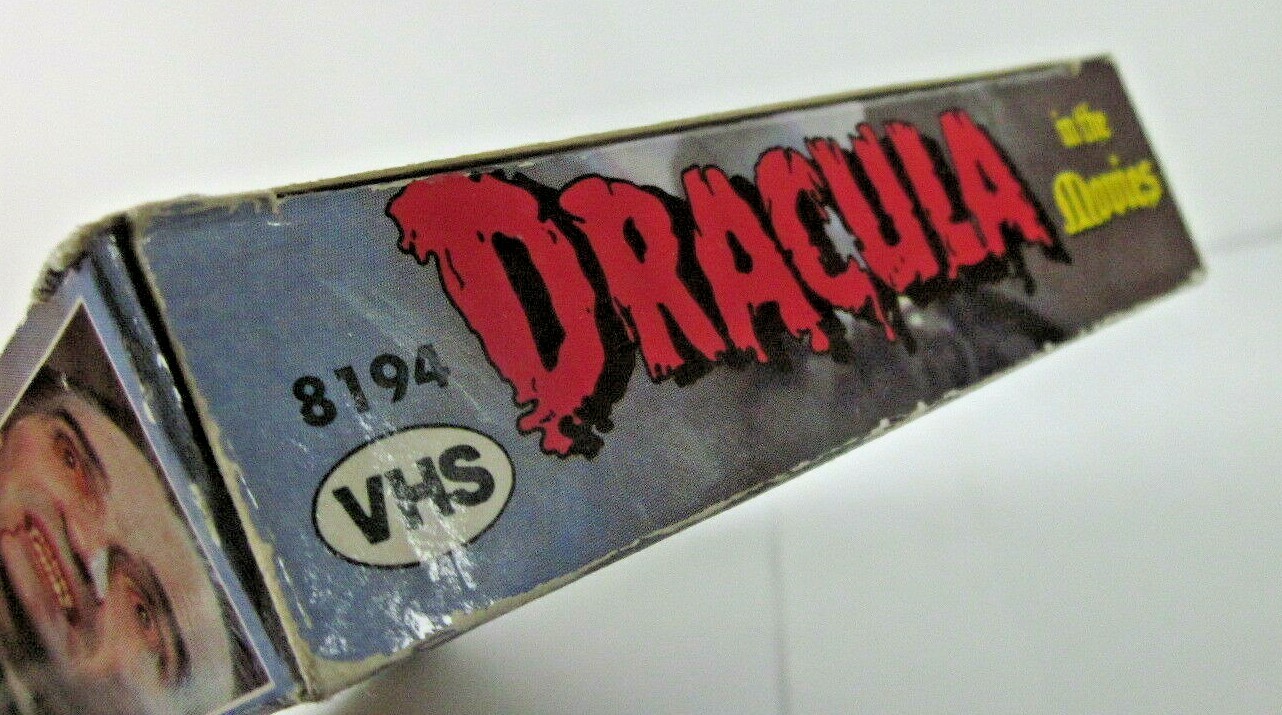 8194
VHS
DRACULA
in the
Movies